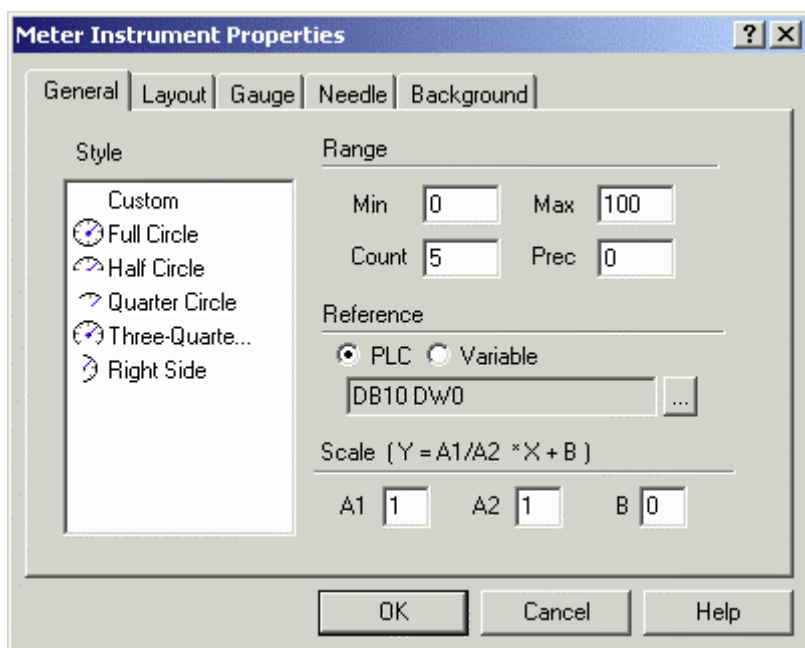 Meter Instrument Properties
General Layout Gauge Needle Background
Style
Custom
Full Circle
Half Circle
Quarter Circle
Three-Quarte...
Right Side
Range
Min 0 Max 100
Count 5 Prec 0
Reference
PLC Variable
DB10 DW0 ...
Scale ( Y = A1/A2 * X + B )
A1 1 A2 1 B 0
OK Cancel Help